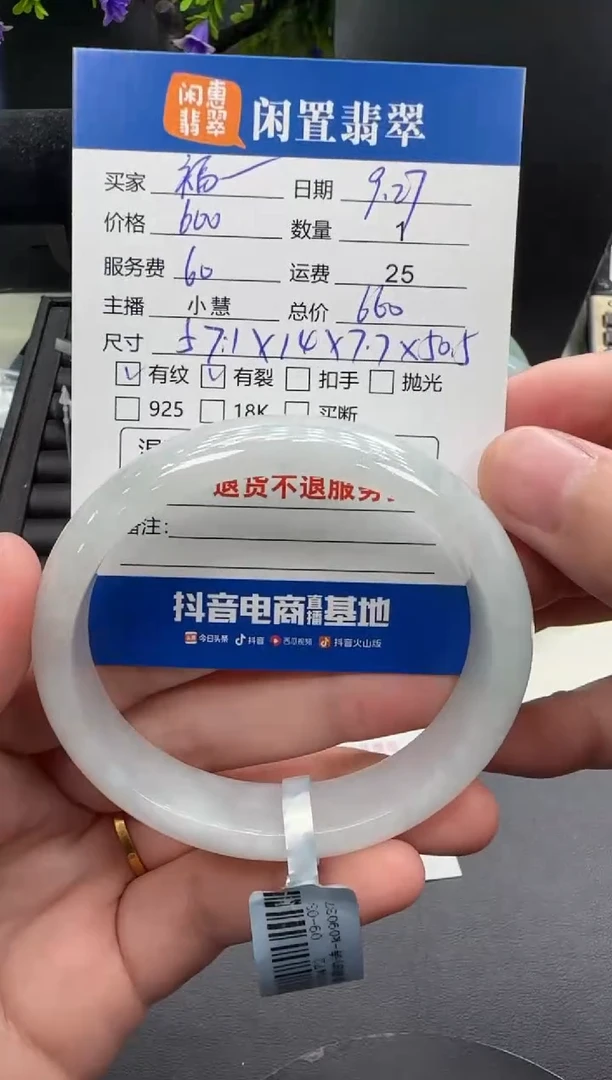 闲惠翡翠 闲置翡翠
买家 福 日期 9.27
价格 600 数量 1
服务费 60 运费 25
主播 小慧 总价 660
尺寸 57.1X14X7.7X50.5
有纹 有裂 扣手 抛光
925 18K 买断
退货不退服务
备注:
抖音电商直播基地
今日头条 抖音 西瓜视频 抖音火山版
09-03